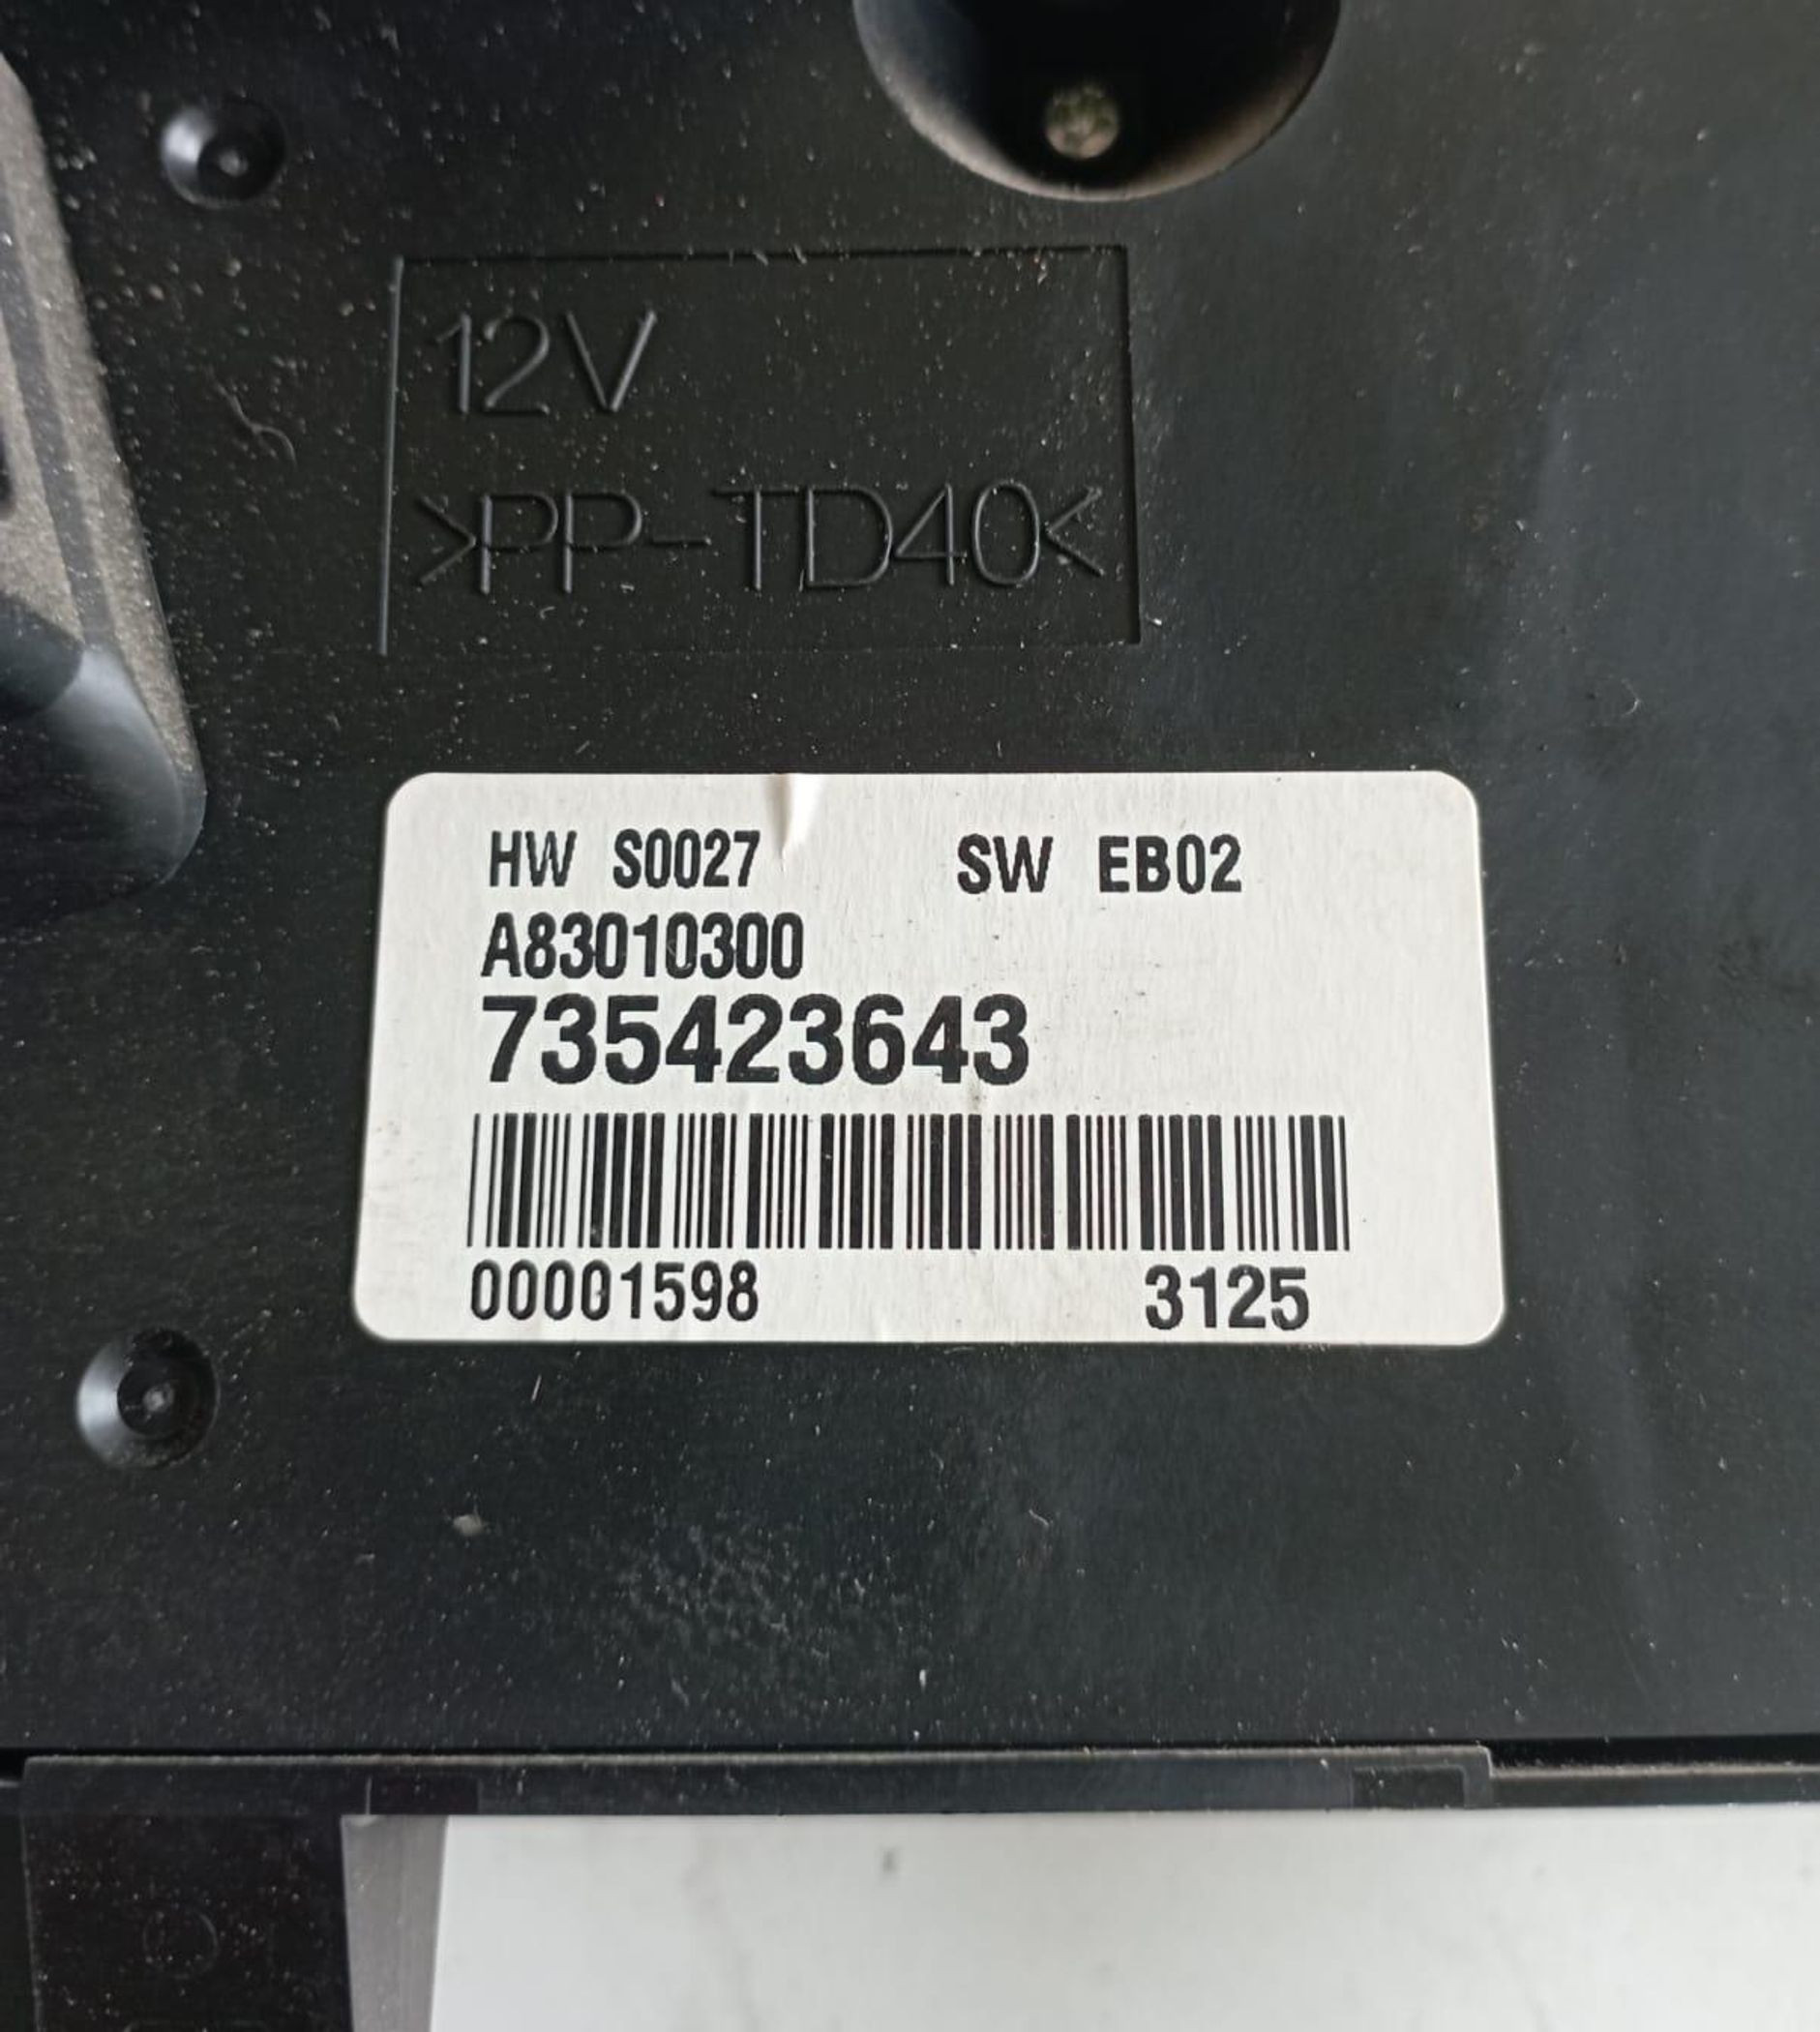 12V
>PP-TD40<
HW S0027 SW EB02
A83010300
735423643
00001598 3125